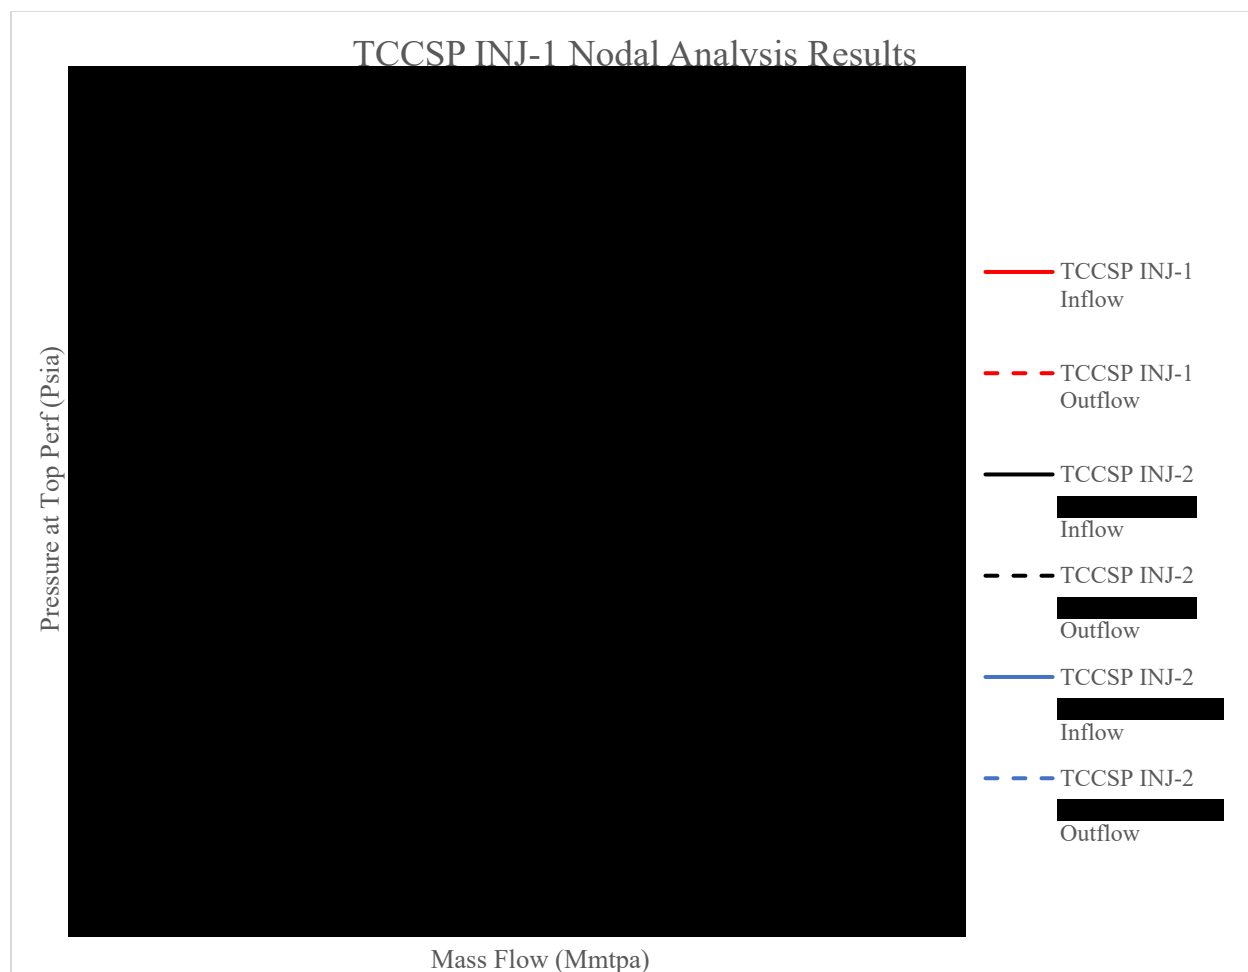 TCCSP INJ-1 Nodal Analysis Results
Pressure at Top Perf (Psia)
TCCSP INJ-1
Inflow
TCCSP INJ-1
Outflow
TCCSP INJ-2
Inflow
TCCSP INJ-2
Outflow
TCCSP INJ-2
Inflow
TCCSP INJ-2
Outflow
Mass Flow (Mmtpa)